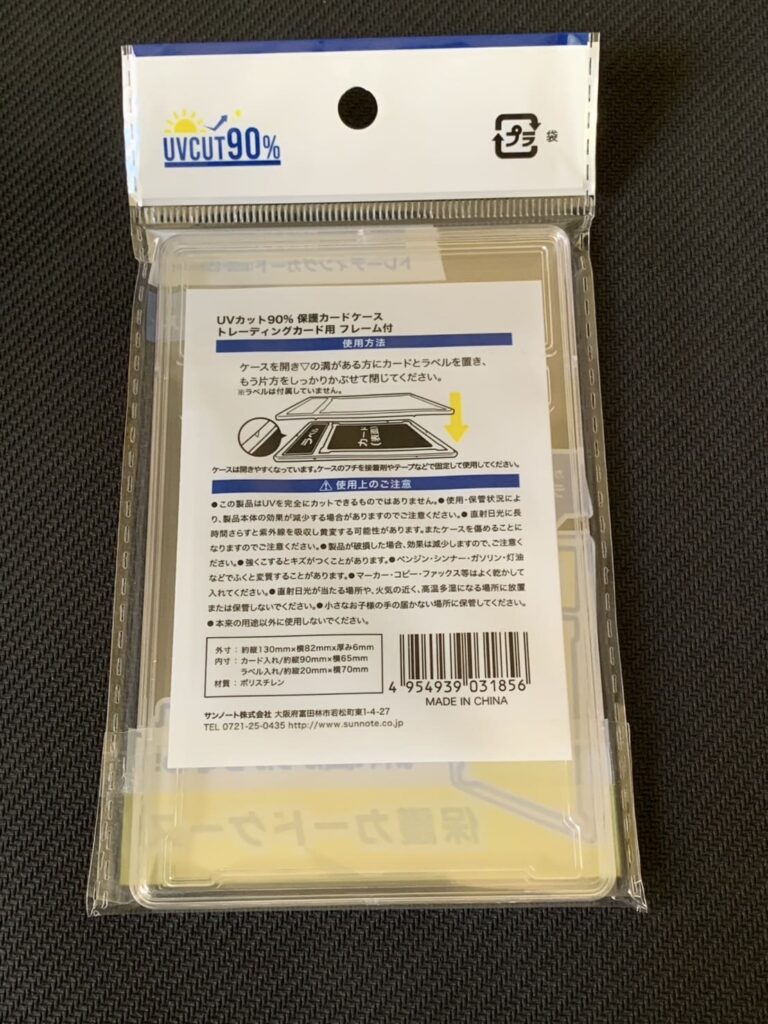 UVCUT90%
プラ 袋
トレーディングカード
UVカット90% 保護カードケース
トレーディングカード用 フレーム付
使用方法
ケースを開き▽の溝がある方にカードとラベルを置き、
もう片方をしっかりかぶせて閉じてください。
※ラベルは付属していません。
ラベル
カード
(裏面)
ケースは開きやすくなっています。ケースのフチを接着剤やテープなどで固定して使用してください。
⚠ 使用上のご注意
●この製品はUVを完全にカットできるものではありません。●使用・保管状況によ
り、製品本体の効果が減少する場合がありますのでご注意ください。●直射日光に長
時間さらすと紫外線を吸収し黄変する可能性があります。またケースを傷めることに
なりますのでご注意ください。●製品が破損した場合、効果は減少しますので、ご注意く
ださい。●強くこするとキズがつくことがあります。●ベンジン・シンナー・ガソリン・灯油
などでふくと変質することがあります。●マーカー・コピー・ファックス等はよく乾かして
入れてください。●直射日光が当たる場所や、火気の近く、高温多湿になる場所に放置
または保管しないでください。●小さなお子様の手の届かない場所に保管してください。
●本来の用途以外に使用しないでください。
外寸：約縦130mm×横82mm×厚み6mm
内寸：カード入れ/約縦90mm×横65mm
ラベル入れ/約縦20mm×横70mm
材質：ポリスチレン
4 954939 031856
MADE IN CHINA
サンノート株式会社 大阪府富田林市若松町東1-4-27
TEL 0721-25-0435 http://www.sunnote.co.jp
保護カードケース